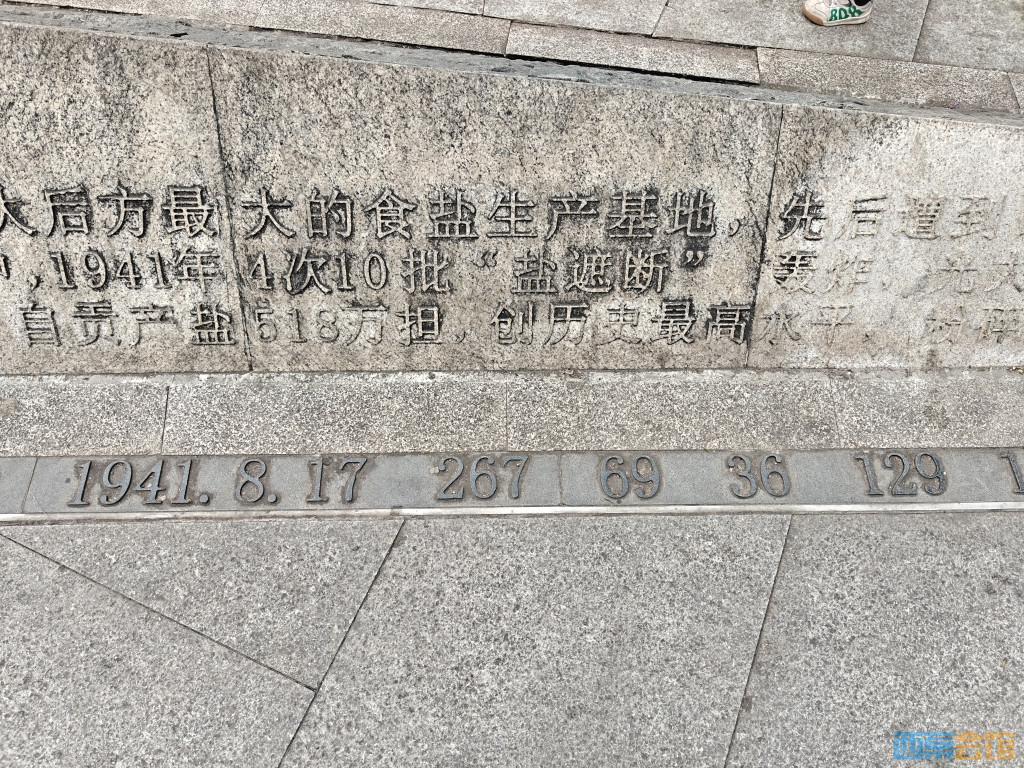 大后方最大的食盐生产基地，先后遭到
，1941年4次10批“盐遮断”轰炸，尤
自贡产盐518万担，创历史最高水平，
1941. 8. 17 267 69 36 129 1